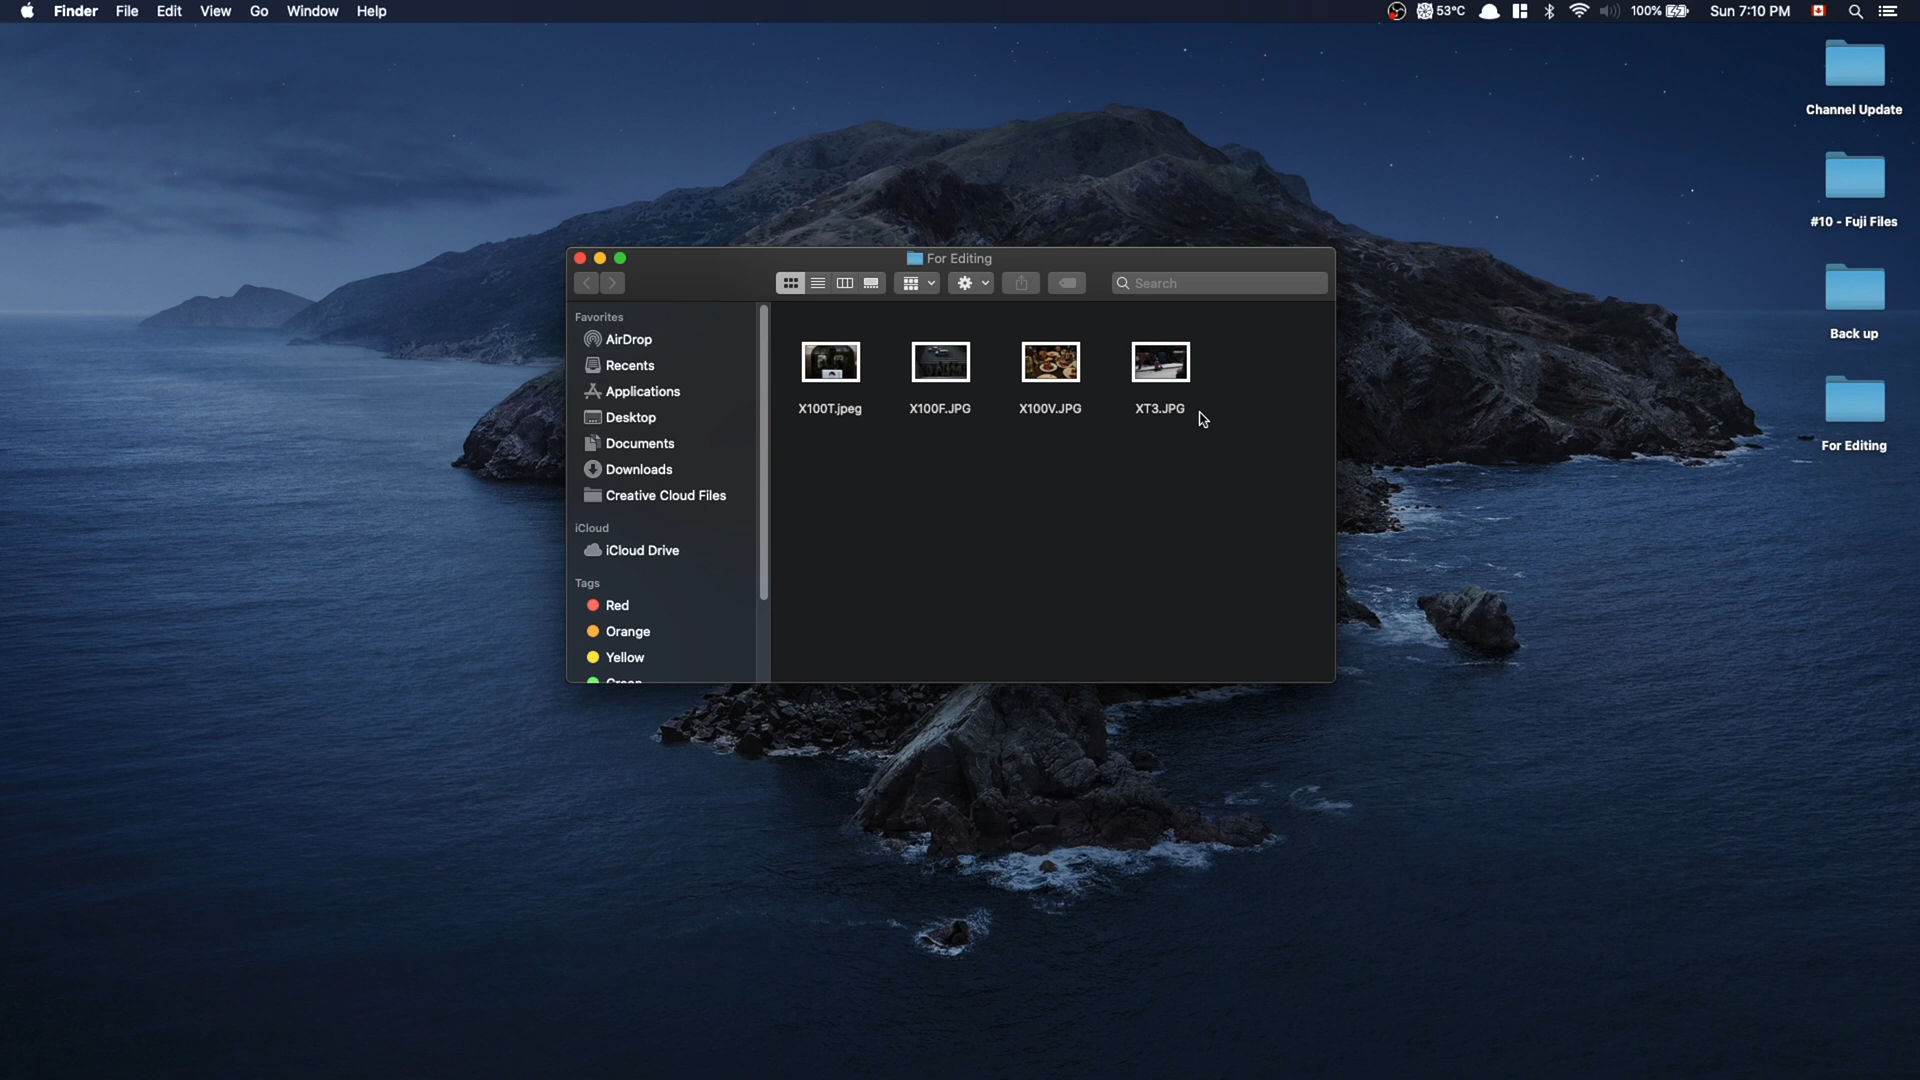 Finder File Edit View Go Window Help
53°C 100% Sun 7:10 PM
Channel Update
#10 - Fuji Files
Back up
For Editing
For Editing
Search
Favorites
AirDrop
Recents
Applications
Desktop
Documents
Downloads
Creative Cloud Files
iCloud
iCloud Drive
Tags
Red
Orange
Yellow
Green
X100T.jpeg X100F.JPG X100V.JPG XT3.JPG